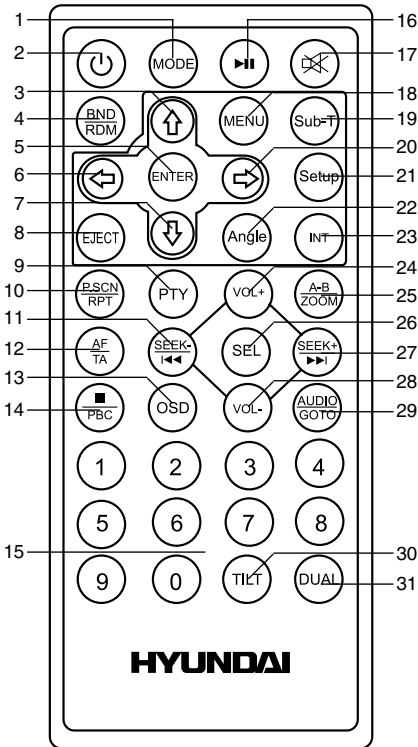 1
16
2
MODE
17
3
18
4
BND
RDM
MENU
Sub-T
19
5
20
6
ENTER
Setup
21
7
22
8
EJECT
Angle
INT
23
9
24
10
P.SCN
RPT
PTY
VOL+
A-B
ZOOM
25
11
26
12
AF
TA
SEEK-
SEL
SEEK+
27
13
28
14
PBC
OSD
VOL-
AUDIO
GOTO
29
1 2 3 4
5 6 7 8
15
30
9 0 TILT DUAL
31
HYUNDAI